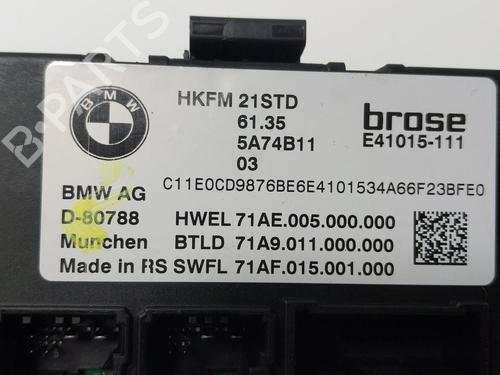 BMW
HKFM 21STD
61.35
5A74B11
03
brose
E41015-111
C11E0CD9876BE6E4101534A66F23BFE0
BMW AG
D-80788
Munchen
Made in RS
HWEL 71AE.005.000.000
BTLD 71A9.011.000.000
SWFL 71AF.015.001.000
B-PARTS